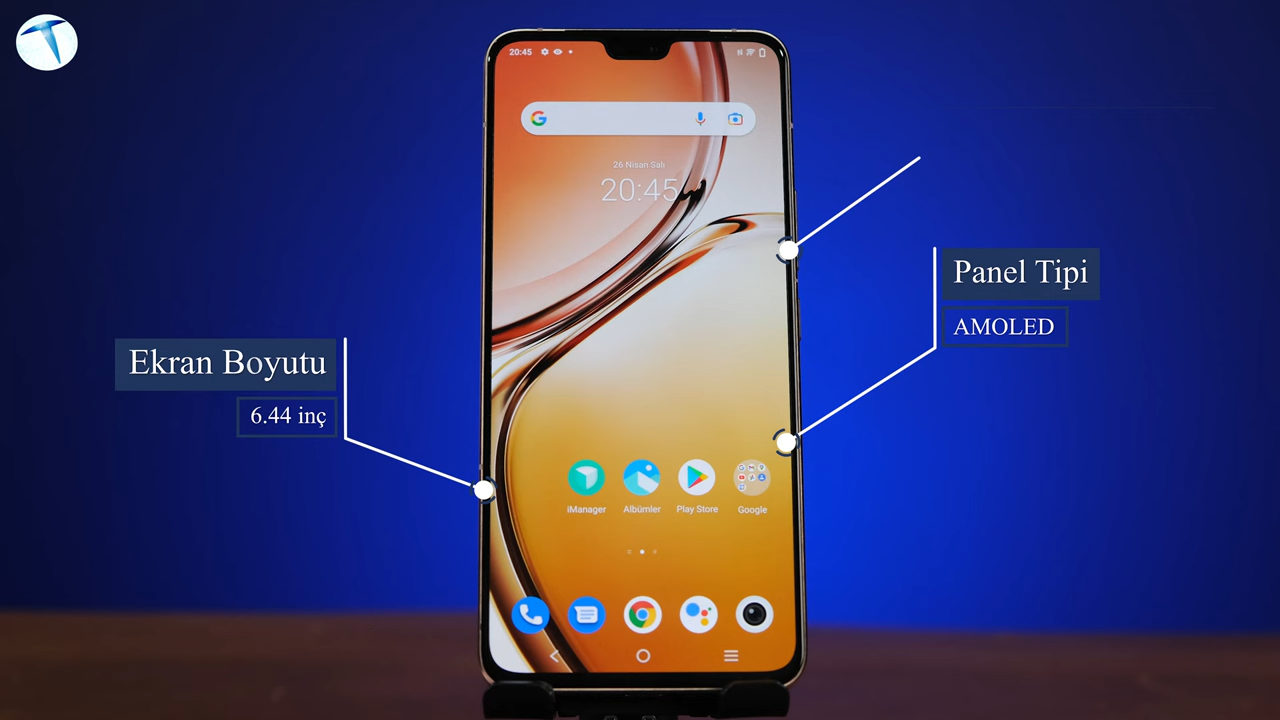 20:45
26 Nisan Salı
20:45
Panel Tipi
AMOLED
Ekran Boyutu
6.44 inç
iManager
Albümler
Play Store
Google